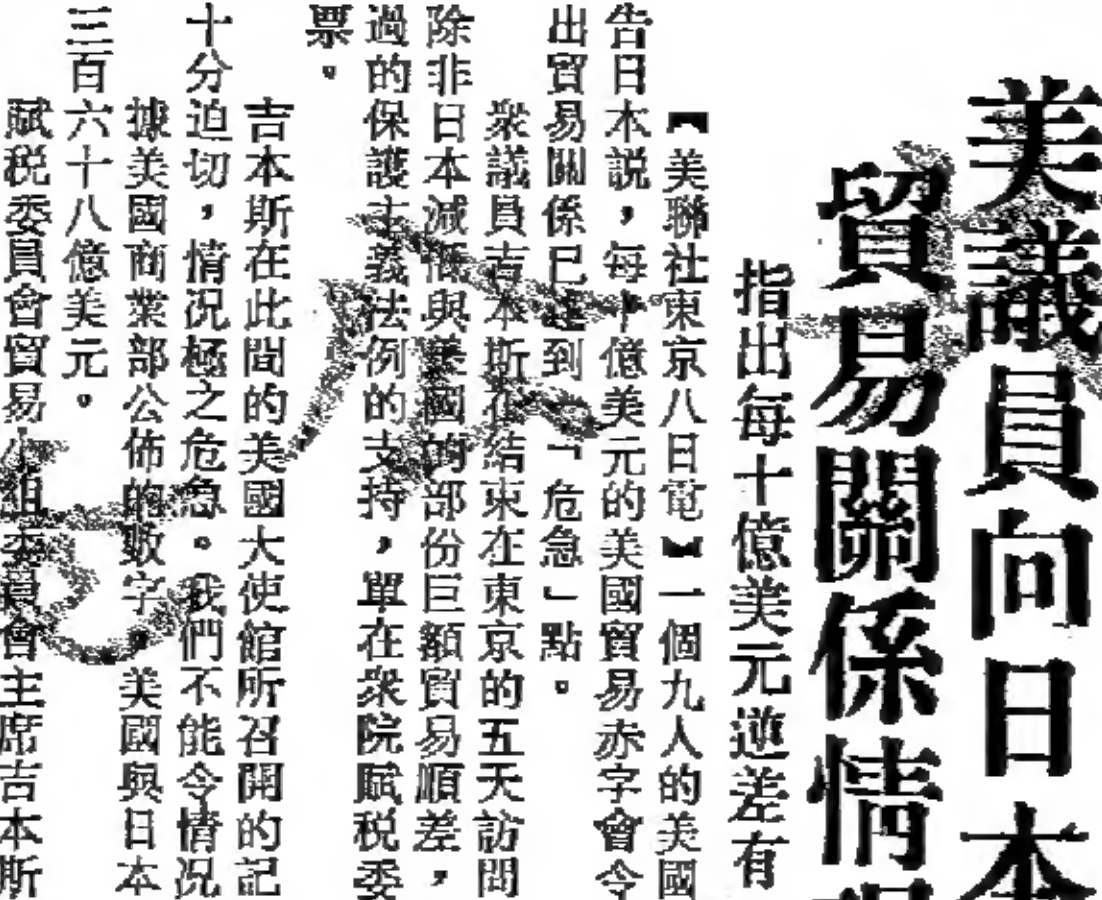 美議員向日本
貿易關係情
指出每十億美元逆差有
【美聯社東京八日電】一個九人的美國
告日本説，每十億美元的美國貿易赤字會令
出貿易關係已達到「危急」點。
衆議員吉本斯在結束在東京的五天訪問
除非日本減低與美國的部份巨額貿易順差，
過的保護主義法例的支持，單在衆院賦税委
票。
吉本斯在此間的美國大使館所召開的記
十分迫切，情况極之危急。我們不能令情况
據美國商業部公佈的數字，美國與日本
三百六十八億美元。
賦税委員會貿易小組委員會主席吉本斯